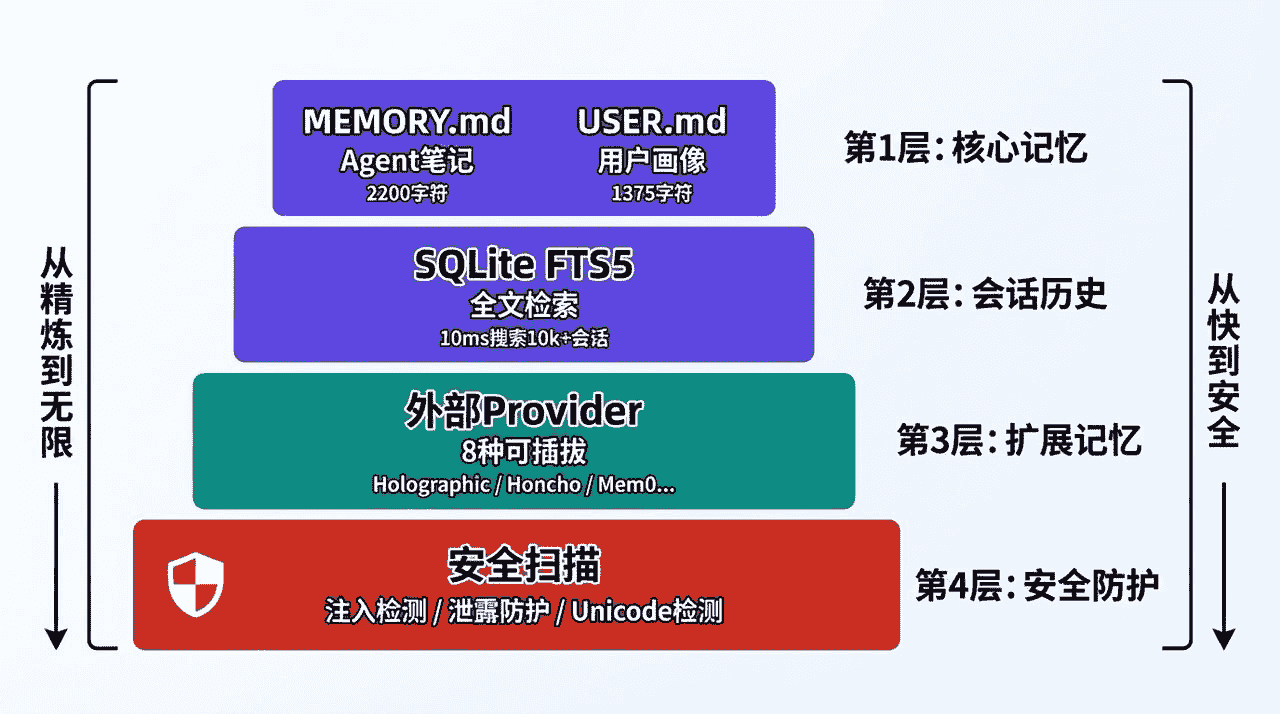 MEMORY.md
Agent笔记
2200字符
USER.md
用户画像
1375字符
第1层：核心记忆
SQLite FTS5
全文检索
10ms搜索10k+会话
第2层：会话历史
外部Provider
8种可插拔
Holographic / Honcho / Mem0...
第3层：扩展记忆
安全扫描
注入检测 / 泄露防护 / Unicode检测
第4层：安全防护
从精炼到无限
从快到安全